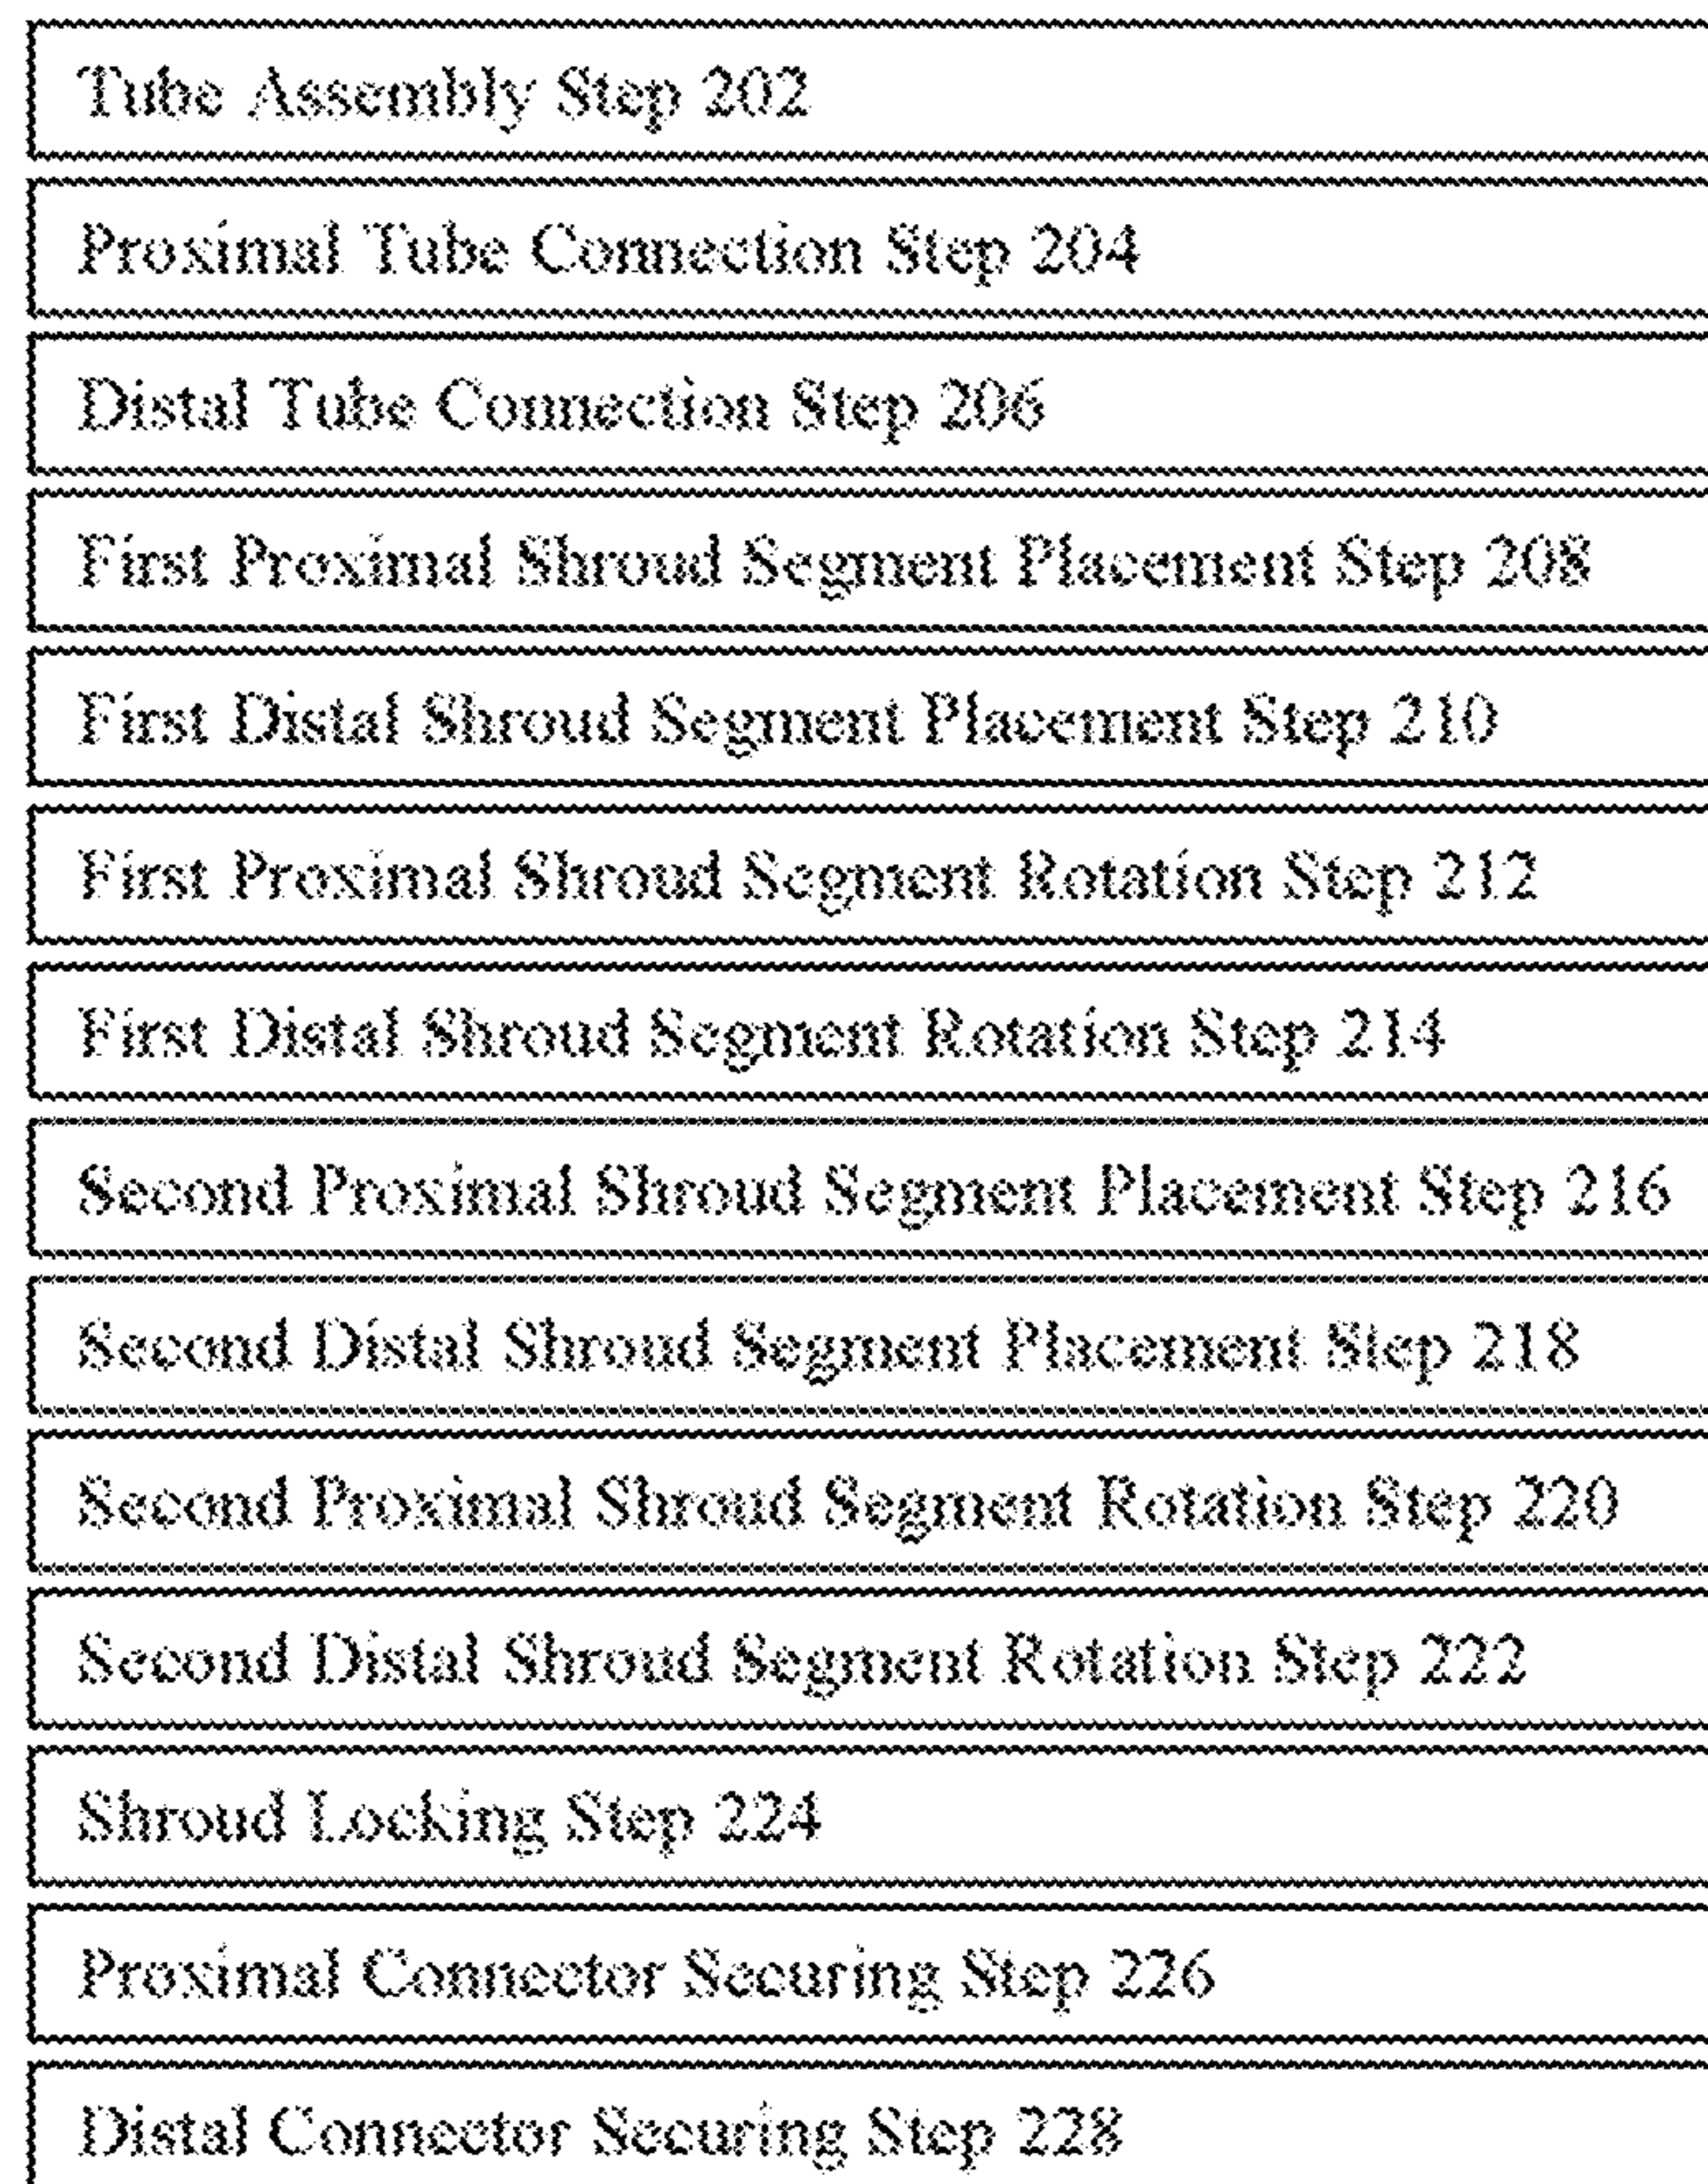 Tube Assembly Step 202
Proximal Tube Connection Step 204
Distal Tube Connection Step 206
First Proximal Shroud Segment Placement Step 208
First Distal Shroud Segment Placement Step 210
First Proximal Shroud Segment Rotation Step 212
First Distal Shroud Segment Rotation Step 214
Second Proximal Shroud Segment Placement Step 216
Second Distal Shroud Segment Placement Step 218
Second Proximal Shroud Segment Rotation Step 220
Second Distal Shroud Segment Rotation Step 222
Shroud Locking Step 224
Proximal Connector Securing Step 226
Distal Connector Securing Step 228